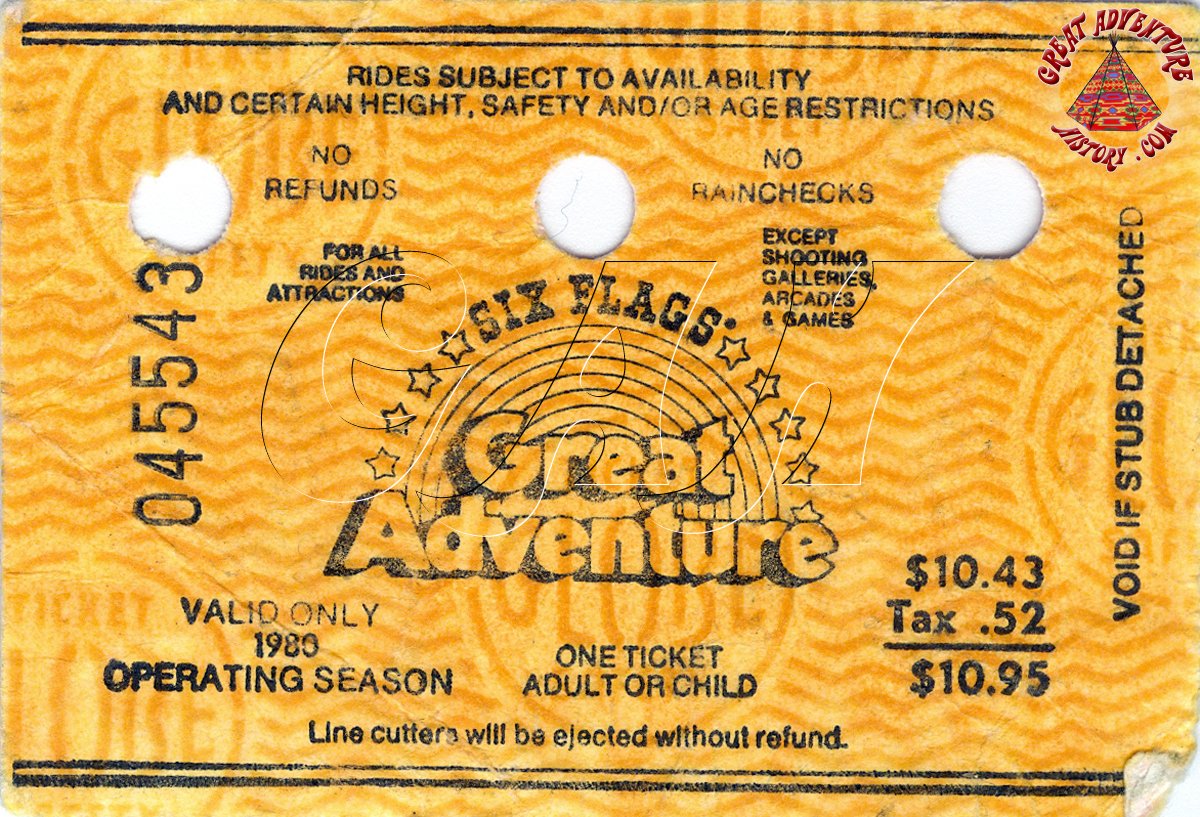 GREAT ADVENTURE
HISTORY.COM
RIDES SUBJECT TO AVAILABILITY
AND CERTAIN HEIGHT, SAFETY AND/OR AGE RESTRICTIONS
NO
REFUNDS
NO
RAINCHECKS
FOR ALL
RIDES AND
ATTRACTIONS
EXCEPT
SHOOTING
GALLERIES,
ARCADES
& GAMES
045543
VOID IF STUB DETACHED
SIX FLAGS
Great
Adventure
$10.43
Tax .52
$10.95
VALID ONLY
1980
OPERATING SEASON
ONE TICKET
ADULT OR CHILD
Line cutters will be ejected without refund.